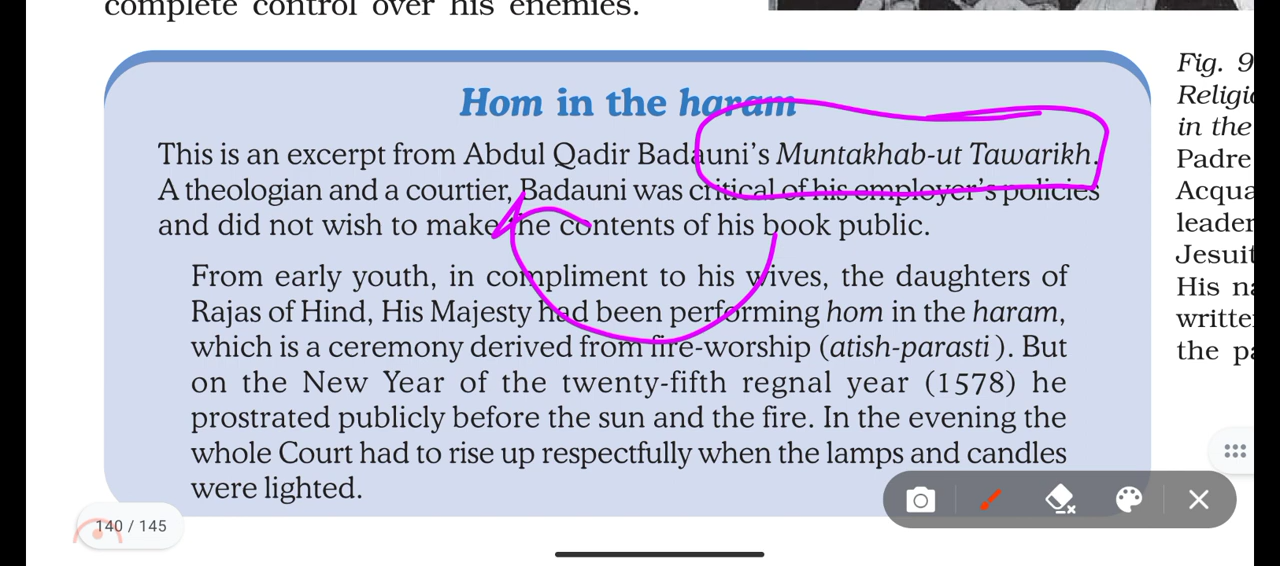 complete control over his enemies.
Hom in the haram
This is an excerpt from Abdul Qadir Badauni's Muntakhab-ut Tawarikh.
A theologian and a courtier, Badauni was critical of his employer's policies
and did not wish to make the contents of his book public.
From early youth, in compliment to his wives, the daughters of
Rajas of Hind, His Majesty had been performing hom in the haram,
which is a ceremony derived from fire-worship (atish-parasti). But
on the New Year of the twenty-fifth regnal year (1578) he
prostrated publicly before the sun and the fire. In the evening the
whole Court had to rise up respectfully when the lamps and candles
were lighted.
Fig. 9
Religio
in the
Padre
Acqua
leader
Jesuit
His na
writte
the pa
140 / 145